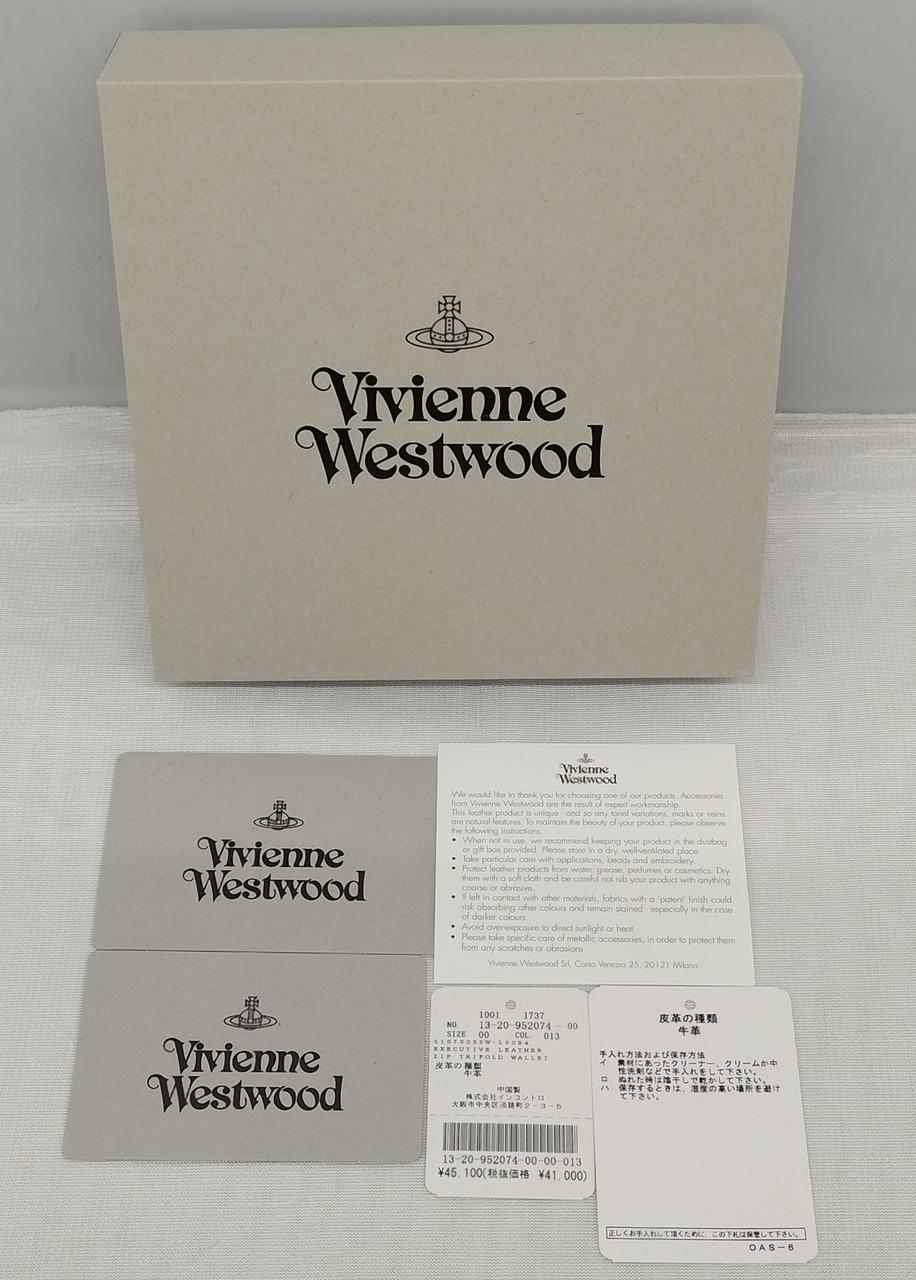 Vivienne
Westwood
Vivienne
Westwood
Vivienne
Westwood
We would like to thank you for choosing one of our products. Accessories
from Vivienne Westwood are the result of expert workmanship.
This leather product is unique - and so any tonal variations, marks or veins
are natural features. To maintain the beauty of your product, please observe
the following instructions:
• When not in use, we recommend keeping your product in the dustbag
or gift box provided. Please store in a dry, well-ventilated place.
• Take particular care with applications, beads and embroidery.
• Protect leather products from water, grease, perfumes or cosmetics. Dry
them with a soft cloth and be careful not rub your product with anything
coarse or abrasive.
• If left in contact with other materials, fabrics with a 'patent' finish could
risk absorbing other colours and remain stained - especially in the case
of darker colours.
• Avoid over-exposure to direct sunlight or heat.
• Please take specific care of metallic accessories, in order to protect them
from any scratches or abrasions.
Vivienne Westwood Srl, Corso Venezia 25, 20121 Milano
Vivienne
Westwood
1001 1737
NO. 13-20-952074-00
SIZE 00 COL. 013
EXECUTIVE LEATHER
ZIP TRIFOLD WALLET
皮革の種類
牛革
中国製
株式会社インコントロ
大阪市中央区淡路町2-3-5
13-20-952074-00-00-013
¥45,100(税抜価格 ¥41,000)
皮革の種類
牛革
手入れ方法および保存方法
イ. 素材にあったクリーナー、クリームか中
性洗剤などで手入れをして下さい。
ロ. ぬれた時は陰干しで乾かして下さい。
ハ. 保存するときは、湿度の高い場所を避け
て下さい。
正しくお手入れして頂くために、この下札は保管して下さい。
OAS-6